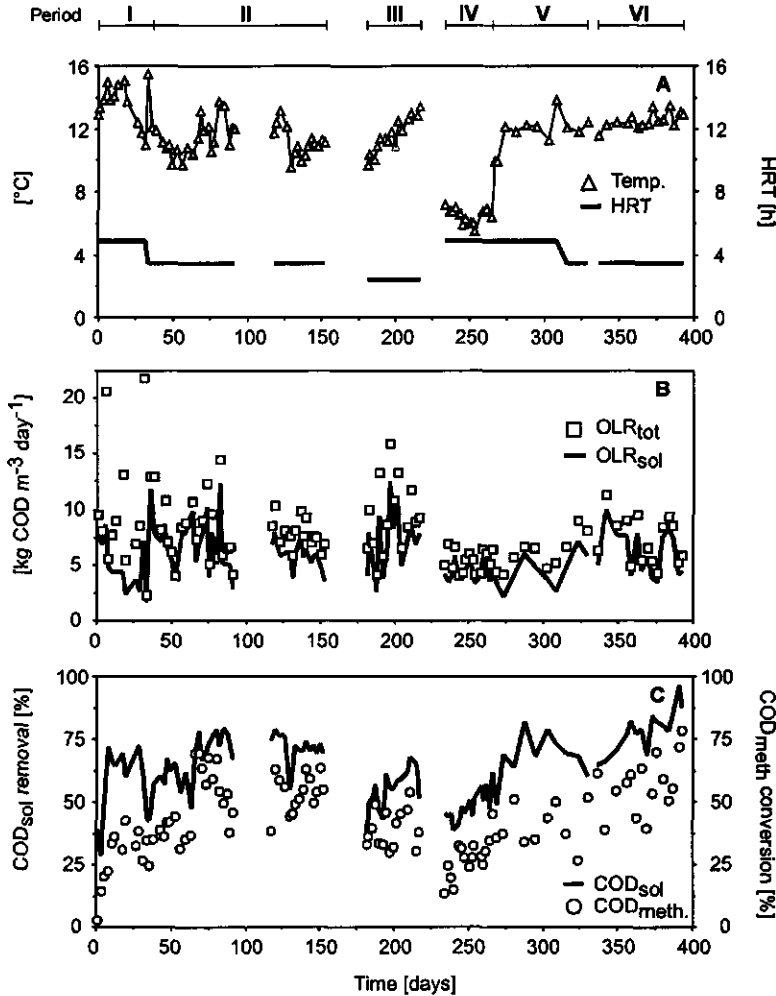 Period I II III IV V VI
A
16 16
12 12
8 8
4 4
0 0
[°C]
HRT [h]
Temp.
HRT
0 50 100 150 200 250 300 350 400
B
20
15
10
5
0
[kg COD m⁻³ day⁻¹]
OLRtot
OLRsol
0 50 100 150 200 250 300 350 400
C
100 100
75 75
50 50
25 25
0 0
CODsol removal [%]
CODmeth conversion [%]
CODsol
CODmeth.
0 50 100 150 200 250 300 350 400
Time [days]